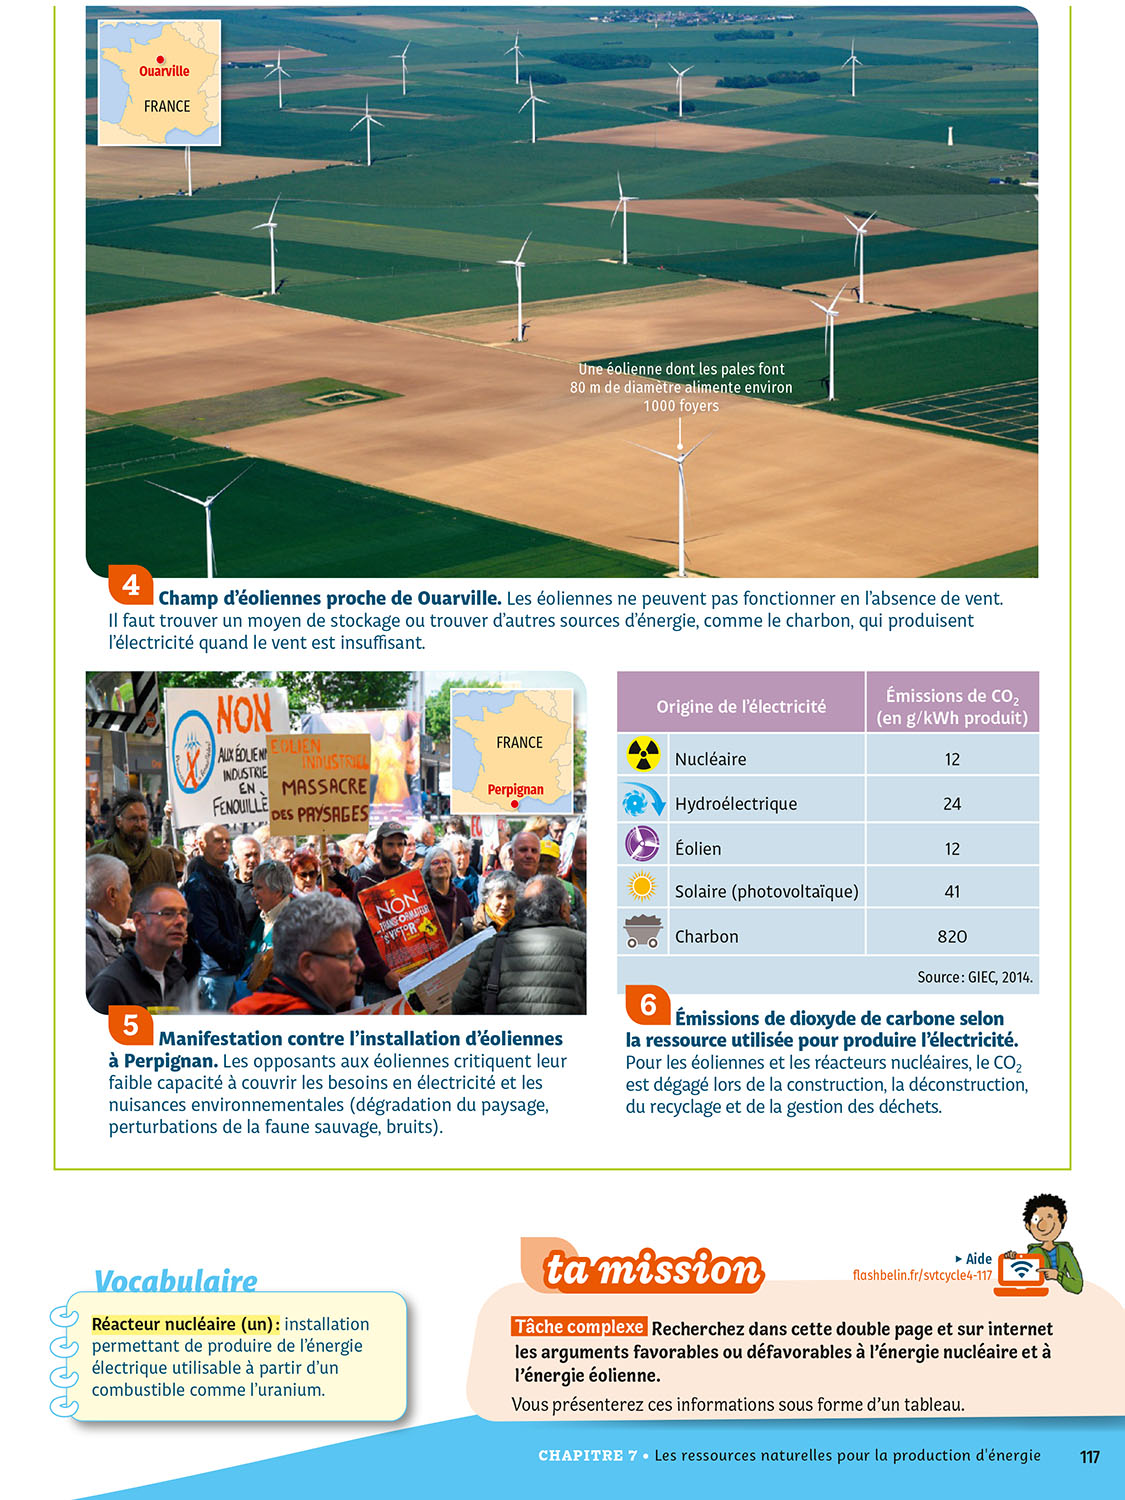 Ouarville
FRANCE
Une éolienne dont les pales font
80 m de diamètre alimente environ
1000 foyers
4 Champ d'éoliennes proche de Ouarville. Les éoliennes ne peuvent pas fonctionner en l'absence de vent.
Il faut trouver un moyen de stockage ou trouver d'autres sources d'énergie, comme le charbon, qui produisent
l'électricité quand le vent est insuffisant.
NON
AUX ÉOLIENN
INDUSTRIE
EN
FENOUILLÈ
EOLIEN
INDUSTRIEL
MASSACRE
DES PAYSAGES
NON
TRANSFORMATEUR
ST VICTOR
FRANCE
Perpignan
5 Manifestation contre l'installation d'éoliennes
à Perpignan. Les opposants aux éoliennes critiquent leur
faible capacité à couvrir les besoins en électricité et les
nuisances environnementales (dégradation du paysage,
perturbations de la faune sauvage, bruits).
Origine de l'électricité
Émissions de CO₂
(en g/kWh produit)
Nucléaire 12
Hydroélectrique 24
Éolien 12
Solaire (photovoltaïque) 41
Charbon 820
Source : GIEC, 2014.
6 Émissions de dioxyde de carbone selon
la ressource utilisée pour produire l'électricité.
Pour les éoliennes et les réacteurs nucléaires, le CO₂
est dégagé lors de la construction, la déconstruction,
du recyclage et de la gestion des déchets.
Vocabulaire
Réacteur nucléaire (un) : installation
permettant de produire de l'énergie
électrique utilisable à partir d'un
combustible comme l'uranium.
ta mission
▸ Aide
flashbelin.fr/svtcycle4-117
Tâche complexe Recherchez dans cette double page et sur internet
les arguments favorables ou défavorables à l'énergie nucléaire et à
l'énergie éolienne.
Vous présenterez ces informations sous forme d'un tableau.
CHAPITRE 7 • Les ressources naturelles pour la production d'énergie 117